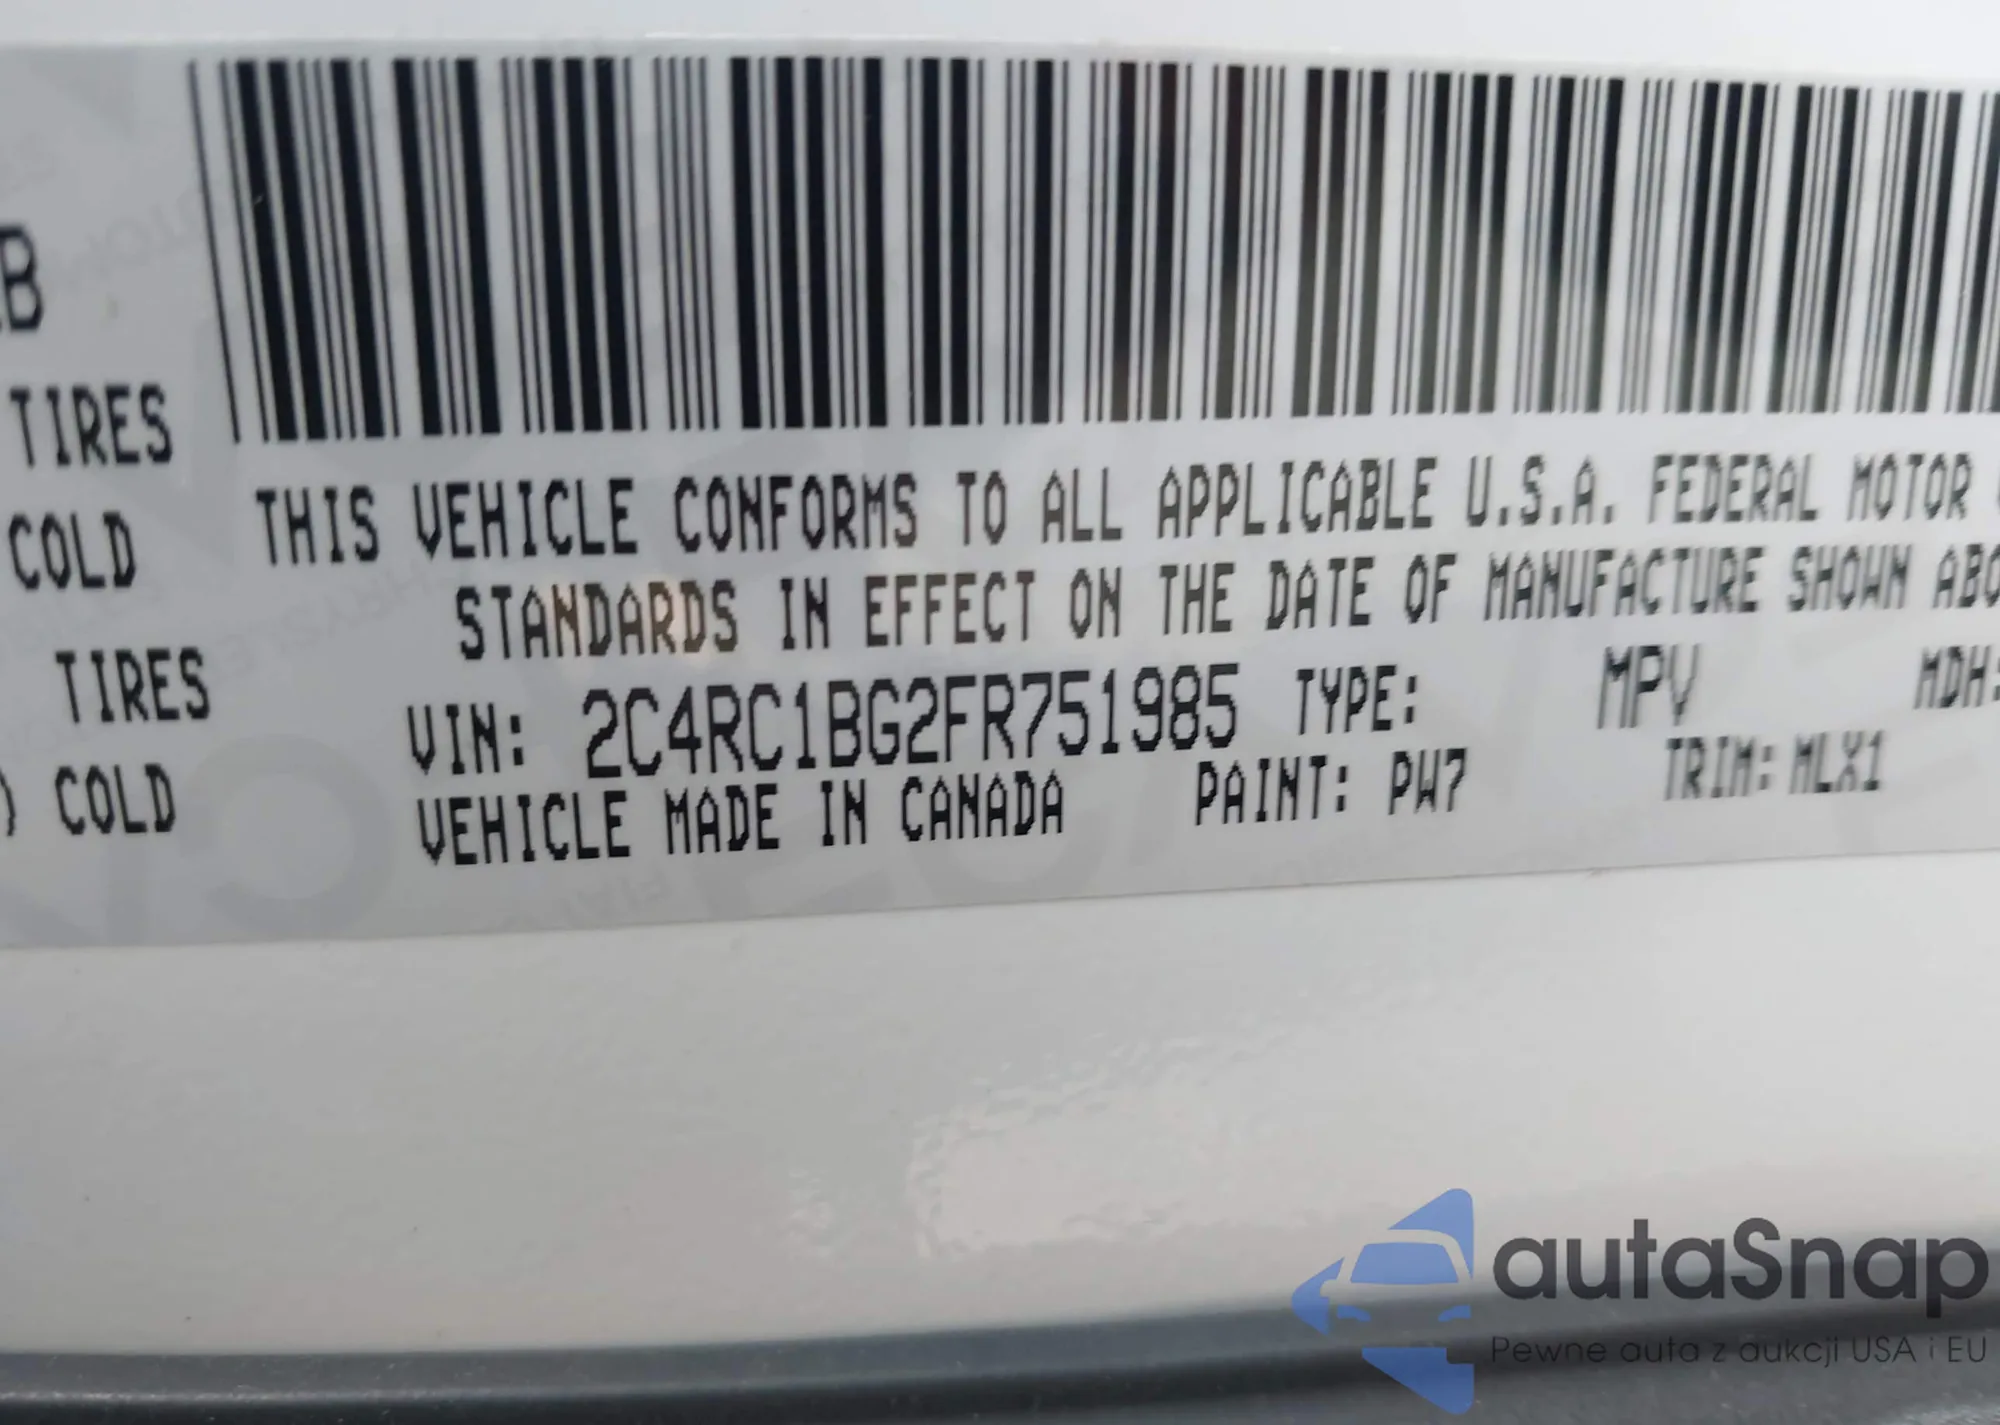 B
TIRES
COLD
TIRES
) COLD
THIS VEHICLE CONFORMS TO ALL APPLICABLE U.S.A. FEDERAL MOTOR
STANDARDS IN EFFECT ON THE DATE OF MANUFACTURE SHOWN ABO
VIN: 2C4RC1BG2FR751985 TYPE: MPV MDH:
VEHICLE MADE IN CANADA PAINT: PW7 TRIM: MLX1
autaSnap
Pewne auta z aukcji USA i EU